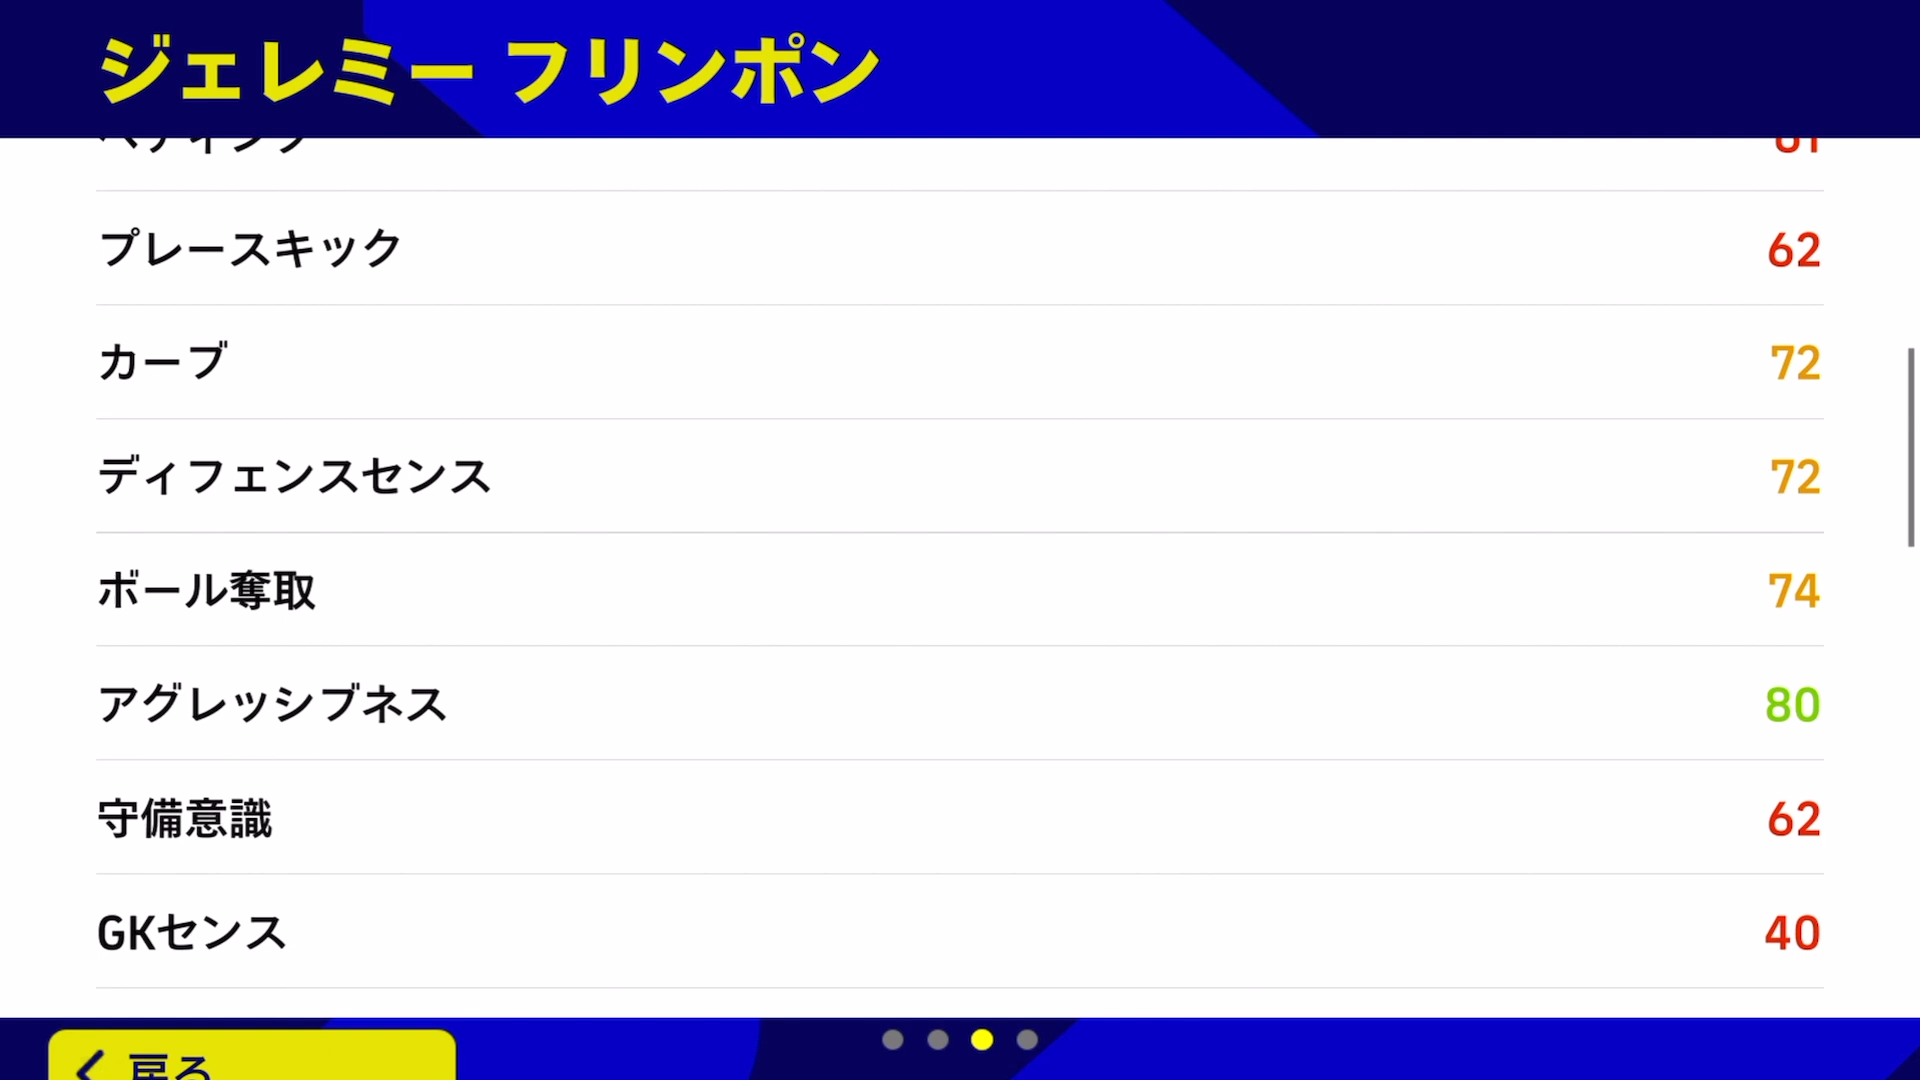 ジェレミー フリンポン
プレースキック 62
カーブ 72
ディフェンスセンス 72
ボール奪取 74
アグレッシブネス 80
守備意識 62
GKセンス 40
戻る